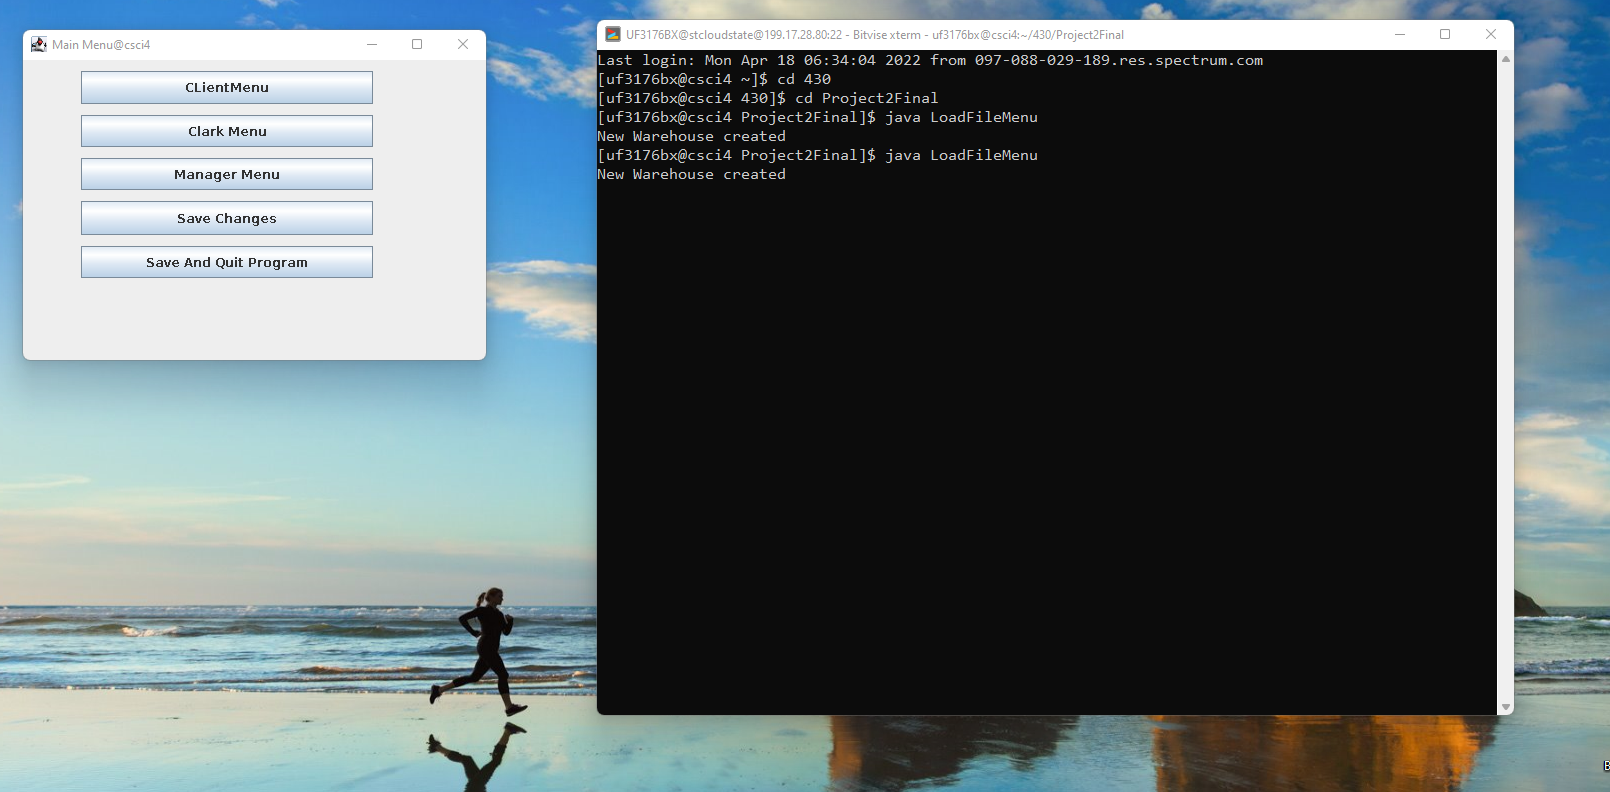 Main Menu@csci4
CLientMenu
Clark Menu
Manager Menu
Save Changes
Save And Quit Program
UF3176BX@stcloudstate@199.17.28.80:22 - Bitvise xterm - uf3176bx@csci4:~/430/Project2Final
Last login: Mon Apr 18 06:34:04 2022 from 097-088-029-189.res.spectrum.com
[uf3176bx@csci4 ~]$ cd 430
[uf3176bx@csci4 430]$ cd Project2Final
[uf3176bx@csci4 Project2Final]$ java LoadFileMenu
New Warehouse created
[uf3176bx@csci4 Project2Final]$ java LoadFileMenu
New Warehouse created